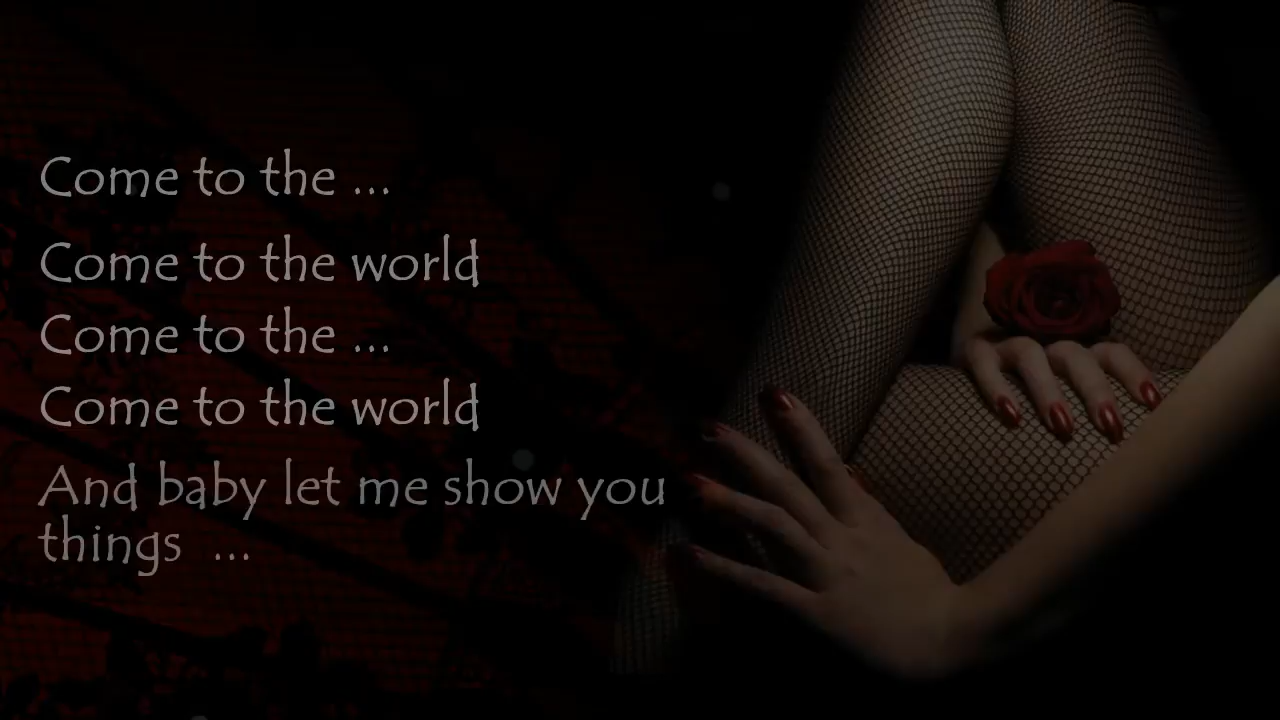 Come to the ...
Come to the world
Come to the ...
Come to the world
And baby let me show you
things ...